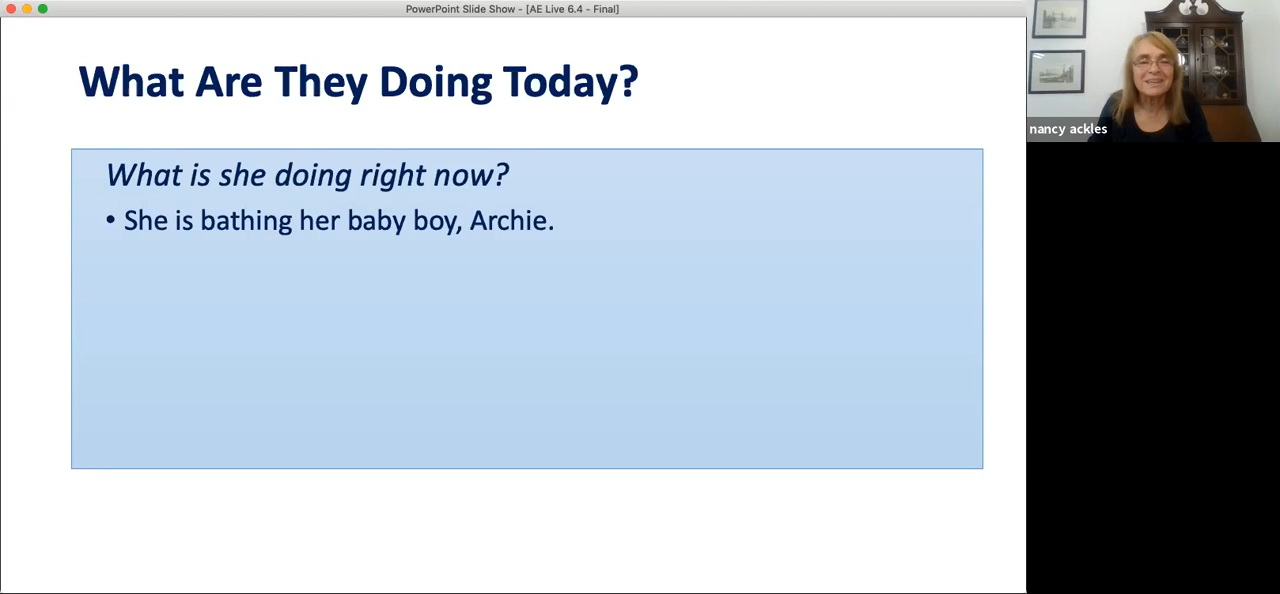 PowerPoint Slide Show - [AE Live 6.4 - Final]
What Are They Doing Today?
What is she doing right now?
• She is bathing her baby boy, Archie.
nancy ackles